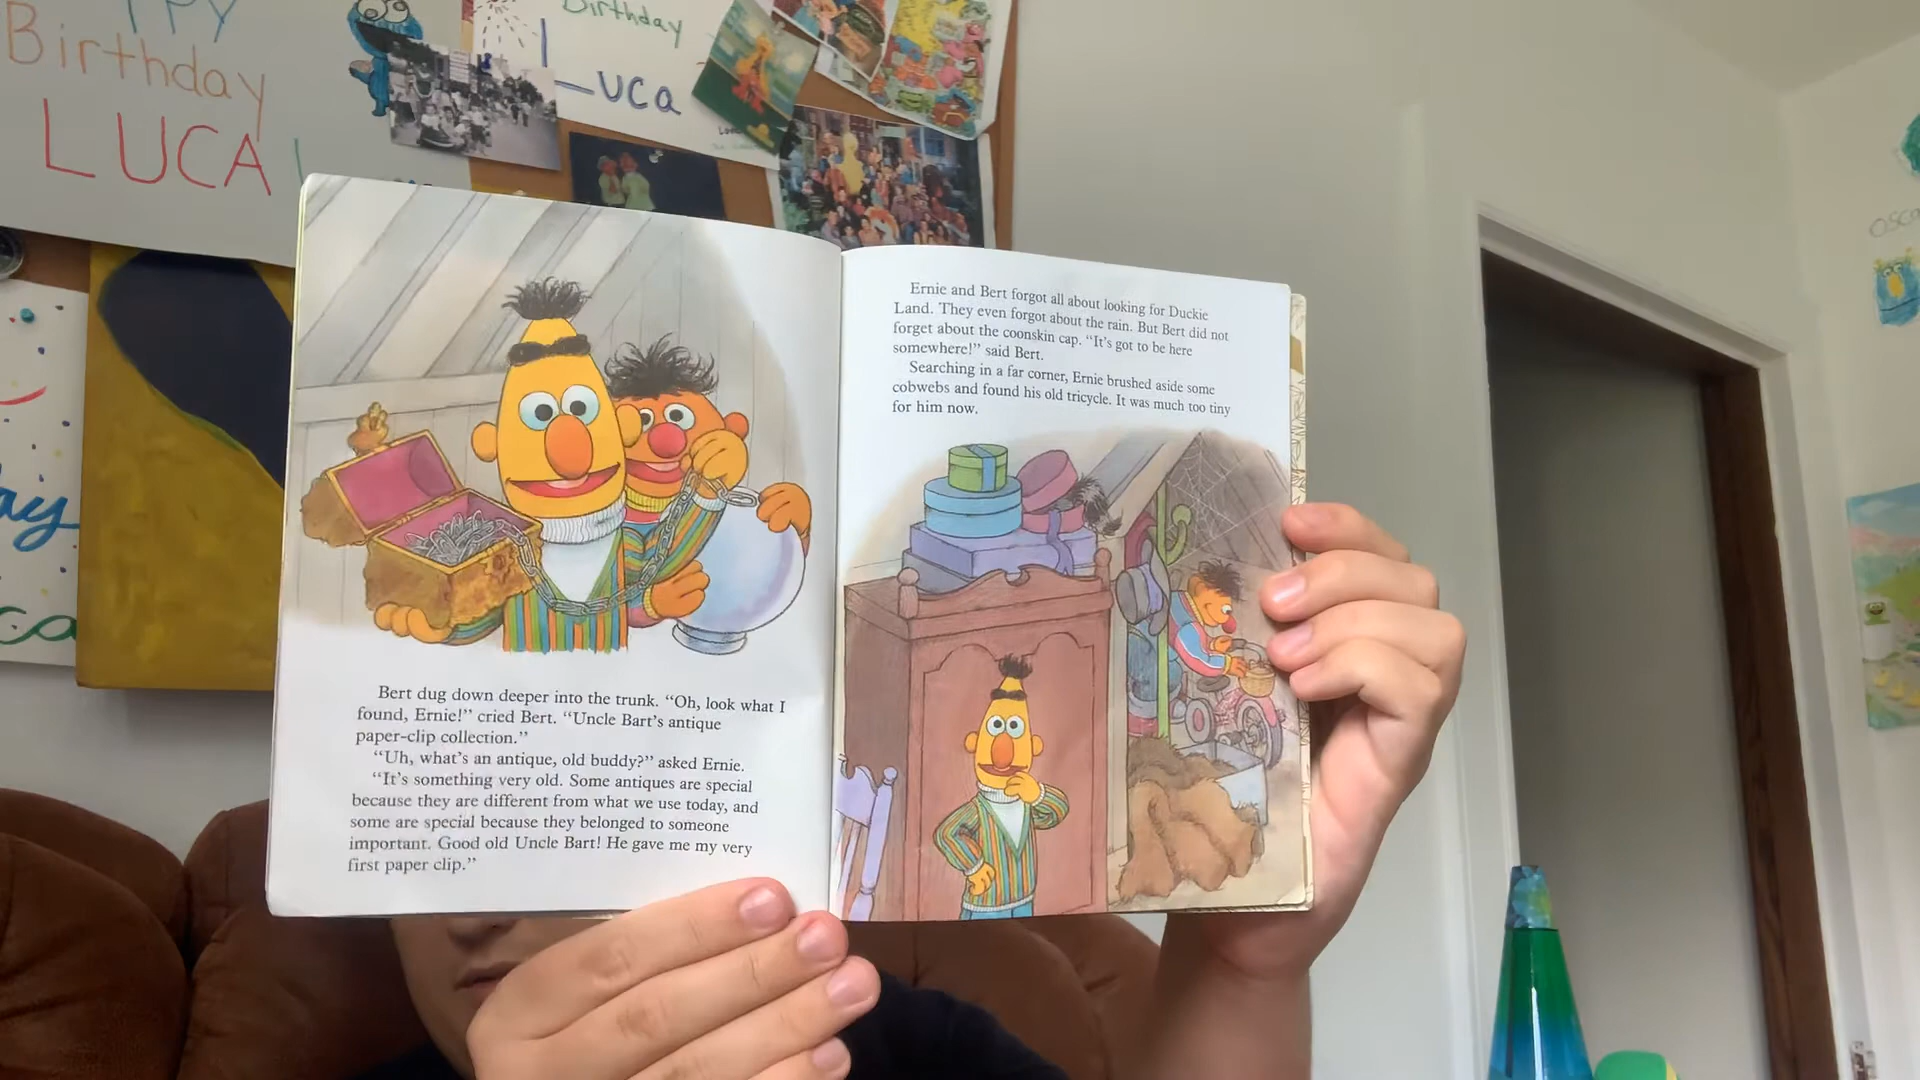 Birthday
LUCA
Birthday
Luca
Bert dug down deeper into the trunk. “Oh, look what I
found, Ernie!” cried Bert. “Uncle Bart’s antique
paper-clip collection.”
“Uh, what’s an antique, old buddy?” asked Ernie.
“It’s something very old. Some antiques are special
because they are different from what we use today, and
some are special because they belonged to someone
important. Good old Uncle Bart! He gave me my very
first paper clip.”
Ernie and Bert forgot all about looking for Duckie
Land. They even forgot about the rain. But Bert did not
forget about the coonskin cap. “It’s got to be here
somewhere!” said Bert.
Searching in a far corner, Ernie brushed aside some
cobwebs and found his old tricycle. It was much too tiny
for him now.